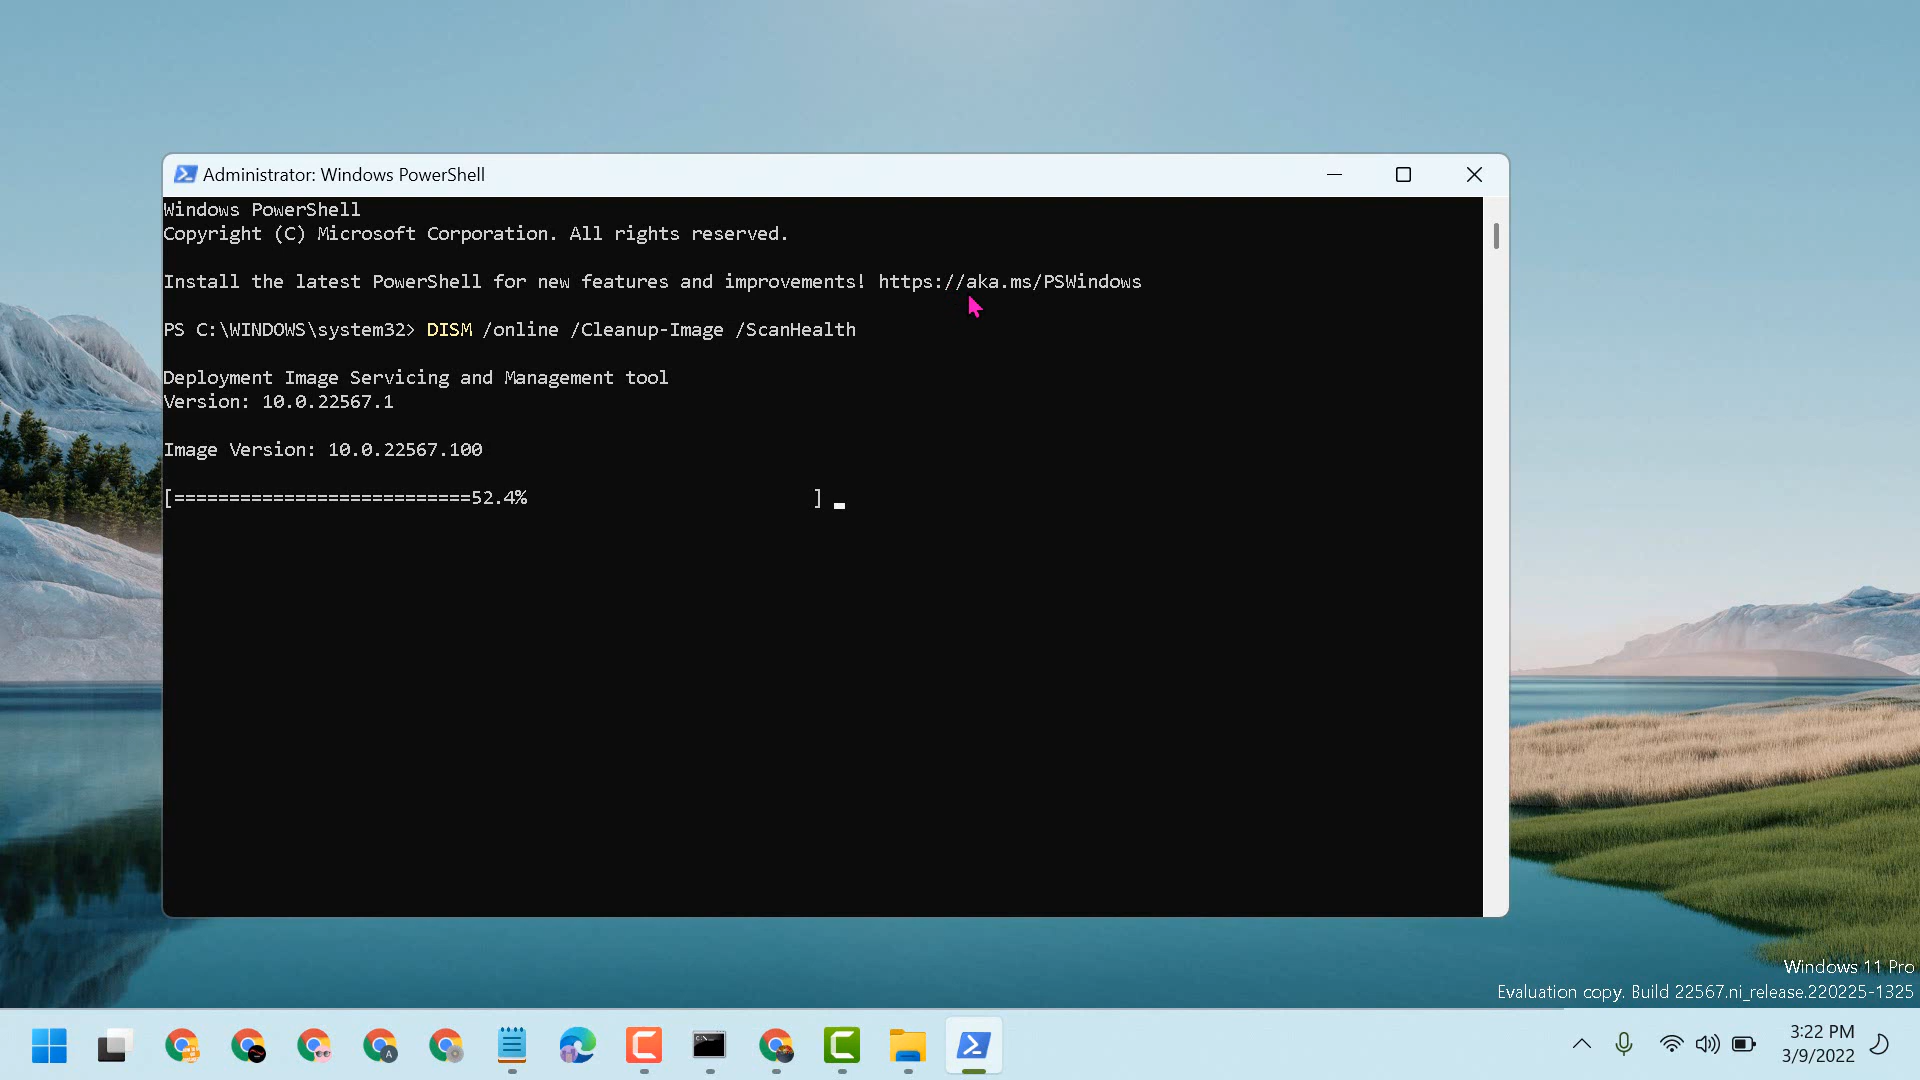 Administrator: Windows PowerShell
Windows PowerShell
Copyright (C) Microsoft Corporation. All rights reserved.
Install the latest PowerShell for new features and improvements! https://aka.ms/PSWindows
PS C:\WINDOWS\system32> DISM /online /Cleanup-Image /ScanHealth
Deployment Image Servicing and Management tool
Version: 10.0.22567.1
Image Version: 10.0.22567.100
[===========================52.4%                          ]
Windows 11 Pro
Evaluation copy. Build 22567.ni_release.220225-1325
3:22 PM
3/9/2022